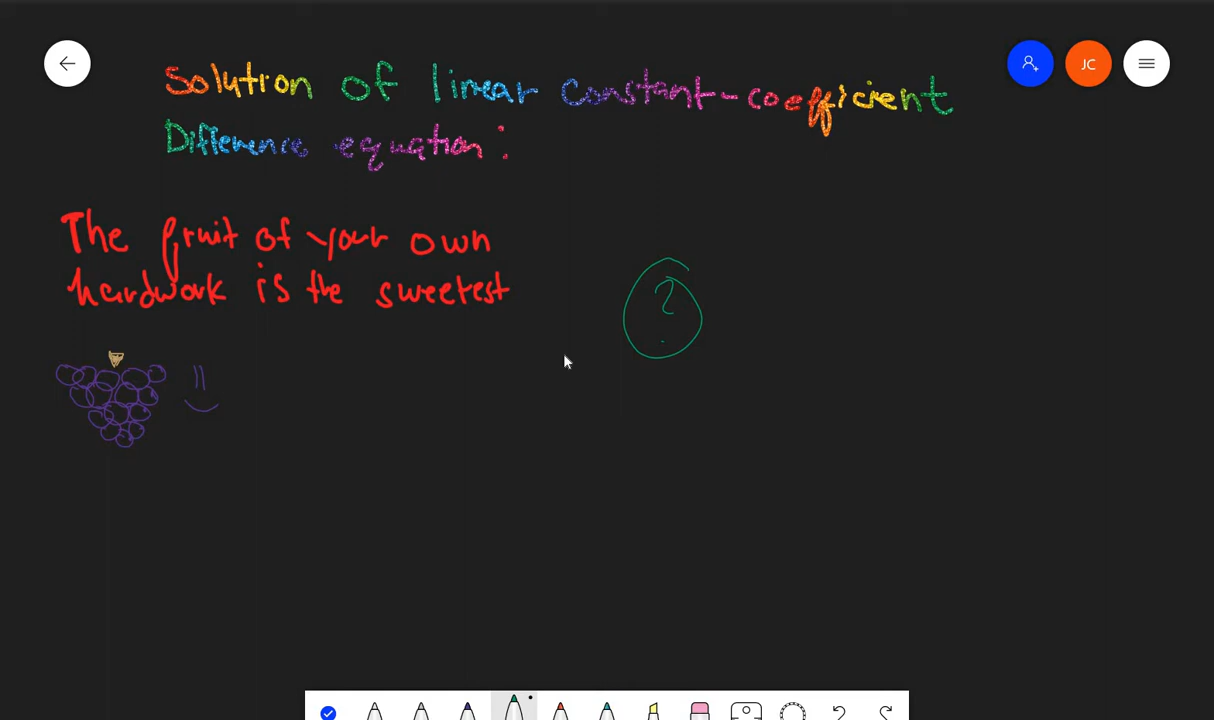 Solution of linear constant-coefficient
Difference equation:
JC
The fruit of your own
hardwork is the sweetest
?